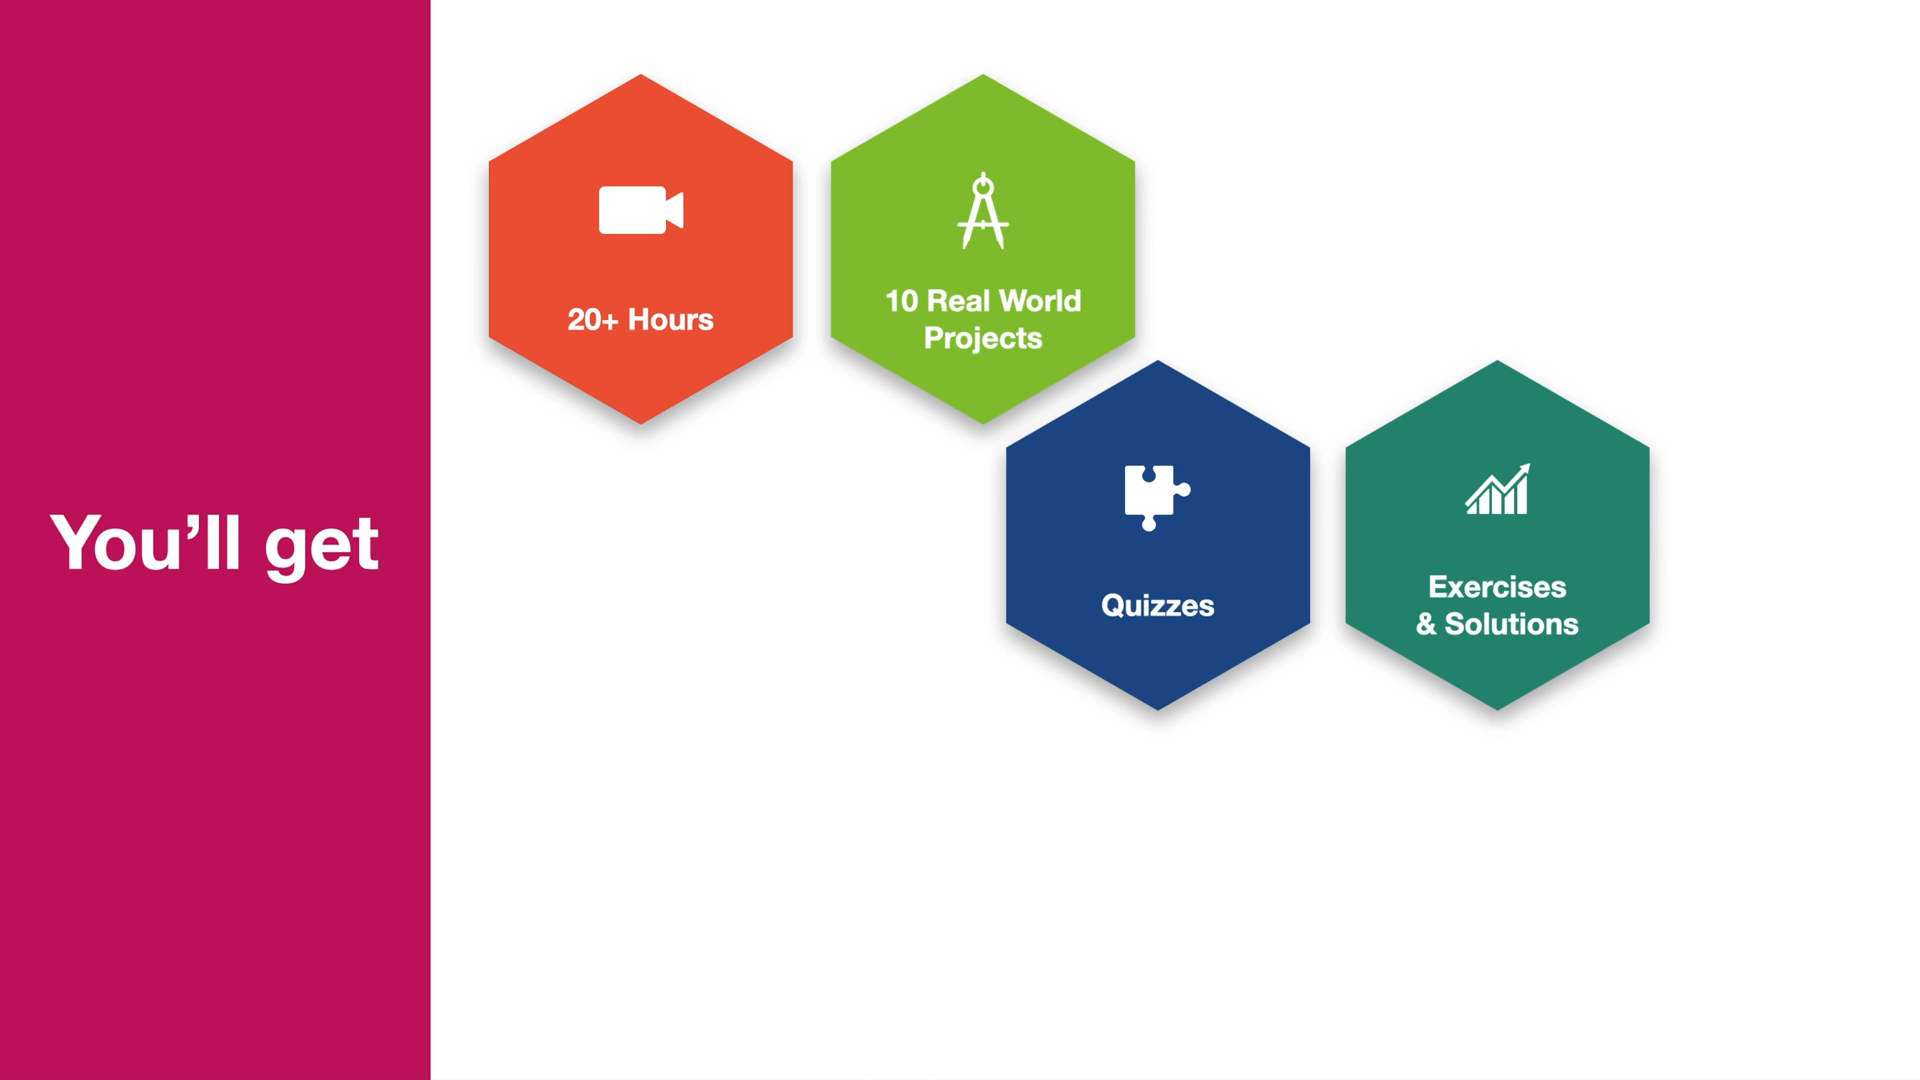 You’ll get
20+ Hours
10 Real World
Projects
Quizzes
Exercises
& Solutions